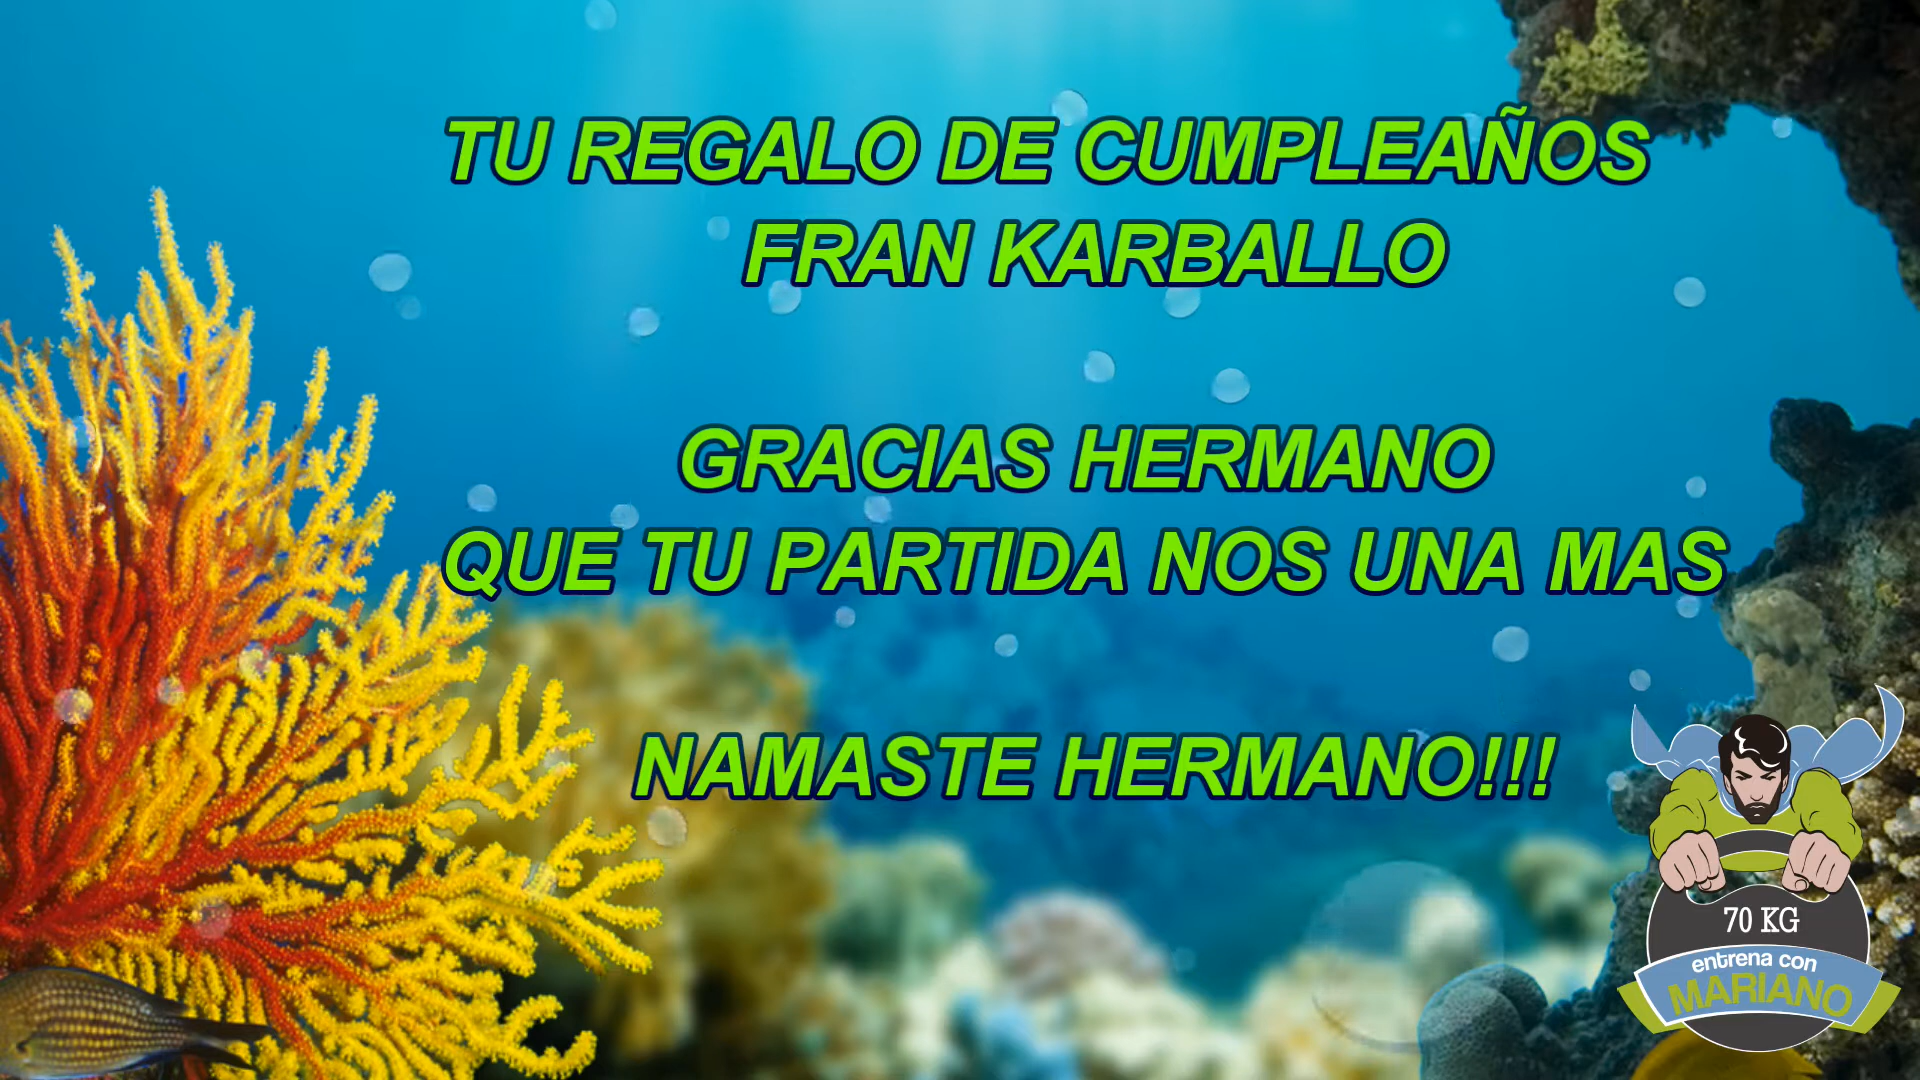 TU REGALO DE CUMPLEAÑOS
FRAN KARBALLO
GRACIAS HERMANO
QUE TU PARTIDA NOS UNA MAS
NAMASTE HERMANO!!!
70 KG
entrena con
MARIANO